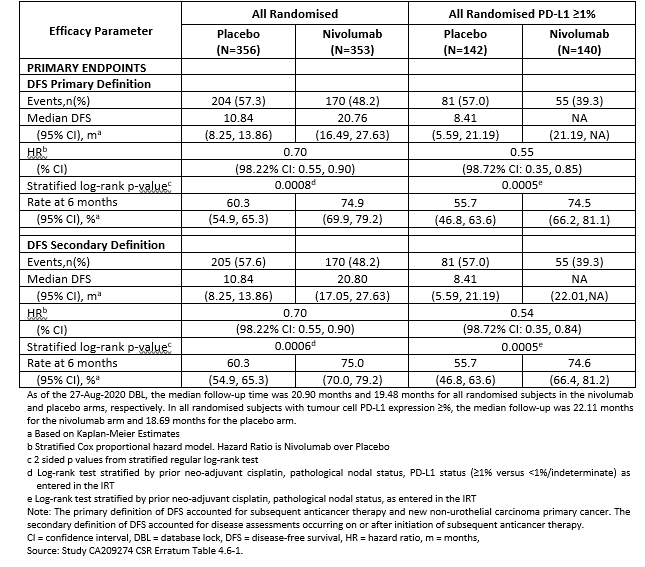 Efficacy Parameter All Randomised All Randomised PD-L1 ≥1%
Placebo (N=356) Nivolumab (N=353) Placebo (N=142) Nivolumab (N=140)
PRIMARY ENDPOINTS
DFS Primary Definition
Events,n(%) 204 (57.3) 170 (48.2) 81 (57.0) 55 (39.3)
Median DFS 10.84 20.76 8.41 NA
(95% CI), mᵃ (8.25, 13.86) (16.49, 27.63) (5.59, 21.19) (21.19, NA)
HRᵇ 0.70 0.55
(% CI) (98.22% CI: 0.55, 0.90) (98.72% CI: 0.35, 0.85)
Stratified log-rank p-valueᶜ 0.0008ᵈ 0.0005ᵉ
Rate at 6 months 60.3 74.9 55.7 74.5
(95% CI), %ᵃ (54.9, 65.3) (69.9, 79.2) (46.8, 63.6) (66.2, 81.1)
DFS Secondary Definition
Events,n(%) 205 (57.6) 170 (48.2) 81 (57.0) 55 (39.3)
Median DFS 10.84 20.80 8.41 NA
(95% CI), mᵃ (8.25, 13.86) (17.05, 27.63) (5.59, 21.19) (22.01,NA)
HRᵇ 0.70 0.54
(% CI) (98.22% CI: 0.55, 0.90) (98.72% CI: 0.35, 0.84)
Stratified log-rank p-valueᶜ 0.0006ᵈ 0.0005ᵉ
Rate at 6 months 60.3 75.0 55.7 74.6
(95% CI), %ᵃ (54.9, 65.3) (70.0, 79.2) (46.8, 63.6) (66.4, 81.2)
As of the 27-Aug-2020 DBL, the median follow-up time was 20.90 months and 19.48 months for all randomised subjects in the nivolumab
and placebo arms, respectively. In all randomised subjects with tumour cell PD-L1 expression ≥%, the median follow-up was 22.11 months
for the nivolumab arm and 18.69 months for the placebo arm.
a Based on Kaplan-Meier Estimates
b Stratified Cox proportional hazard model. Hazard Ratio is Nivolumab over Placebo
c 2 sided p values from stratified regular log-rank test
d Log-rank test stratified by prior neo-adjuvant cisplatin, pathological nodal status, PD-L1 status (≥1% versus <1%/indeterminate) as
entered in the IRT
e Log-rank test stratified by prior neo-adjuvant cisplatin, pathological nodal status, as entered in the IRT
Note: The primary definition of DFS accounted for subsequent anticancer therapy and new non-urothelial carcinoma primary cancer. The
secondary definition of DFS accounted for disease assessments occurring on or after initiation of subsequent anticancer therapy.
CI = confidence interval, DBL = database lock, DFS = disease-free survival, HR = hazard ratio, m = months,
Source: Study CA209274 CSR Erratum Table 4.6-1.